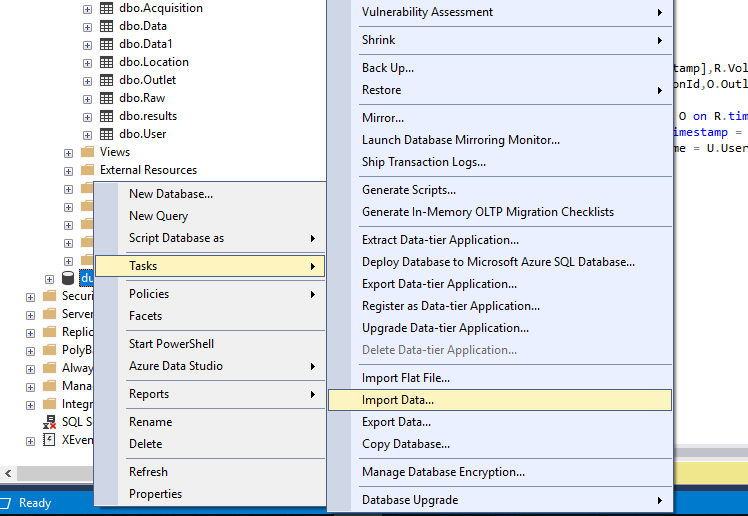 dbo.Acquisition
dbo.Data
dbo.Data1
dbo.Location
dbo.Outlet
dbo.Raw
dbo.results
dbo.User
Views
External Resources
du
Securi
Server
Replic
PolyBa
Alway
Mana
Integr
SQL S
XEven
Ready
New Database...
New Query
Script Database as
Tasks
Policies
Facets
Start PowerShell
Azure Data Studio
Reports
Rename
Delete
Refresh
Properties
Vulnerability Assessment
Shrink
Back Up...
Restore
Mirror...
Launch Database Mirroring Monitor...
Ship Transaction Logs...
Generate Scripts...
Generate In-Memory OLTP Migration Checklists
Extract Data-tier Application...
Deploy Database to Microsoft Azure SQL Database...
Export Data-tier Application...
Register as Data-tier Application...
Upgrade Data-tier Application...
Delete Data-tier Application...
Import Flat File...
Import Data...
Export Data...
Copy Database...
Manage Database Encryption...
Database Upgrade
tamp],R.Vol
onId,O.Outl
O on R.tim
imestamp =
me = U.User